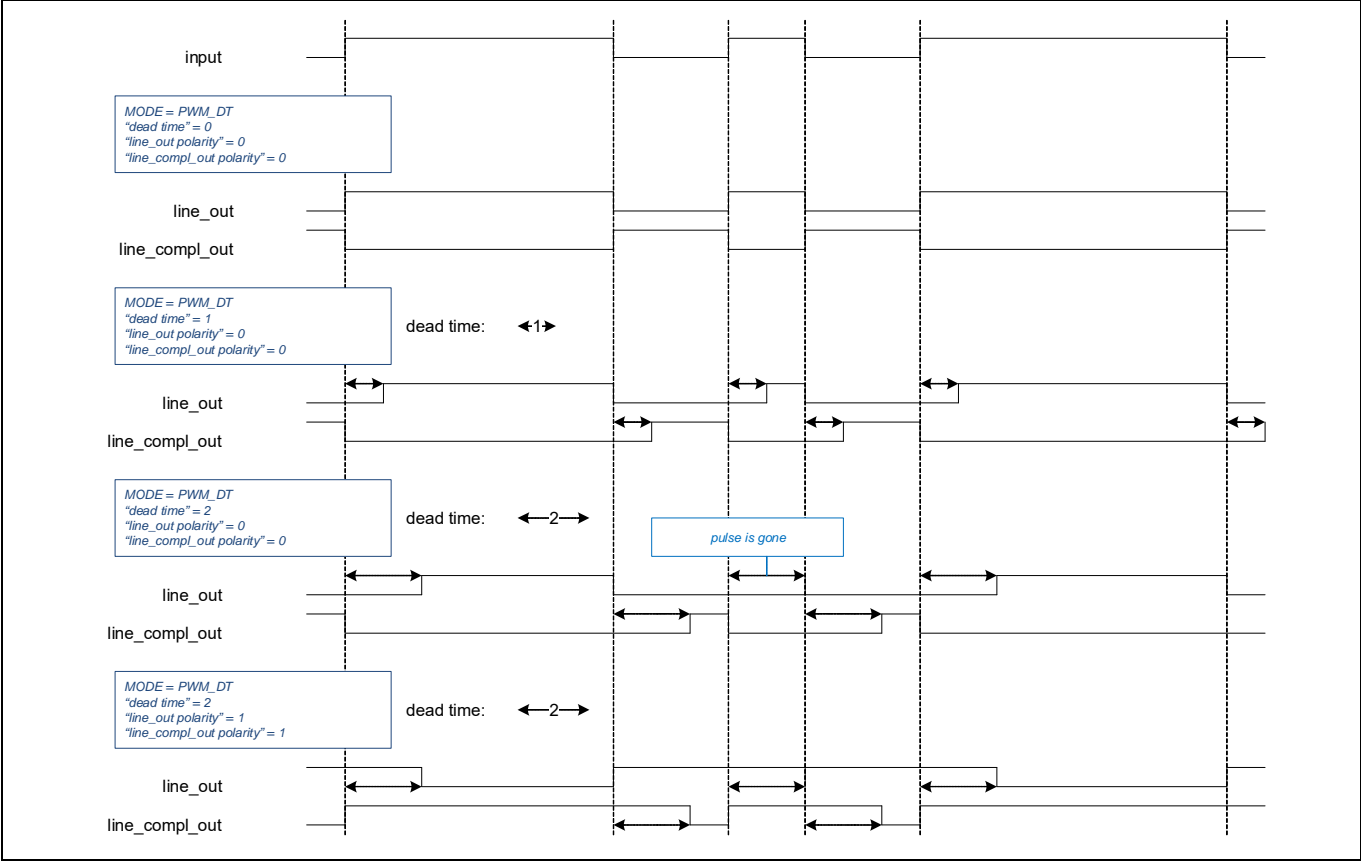 input
MODE = PWM_DT
“dead time” = 0
“line_out polarity” = 0
“line_compl_out polarity” = 0
line_out
line_compl_out
MODE = PWM_DT
“dead time” = 1
“line_out polarity” = 0
“line_compl_out polarity” = 0
dead time: 1
line_out
line_compl_out
MODE = PWM_DT
“dead time” = 2
“line_out polarity” = 0
“line_compl_out polarity” = 0
dead time: 2
pulse is gone
line_out
line_compl_out
MODE = PWM_DT
“dead time” = 2
“line_out polarity” = 1
“line_compl_out polarity” = 1
dead time: 2
line_out
line_compl_out